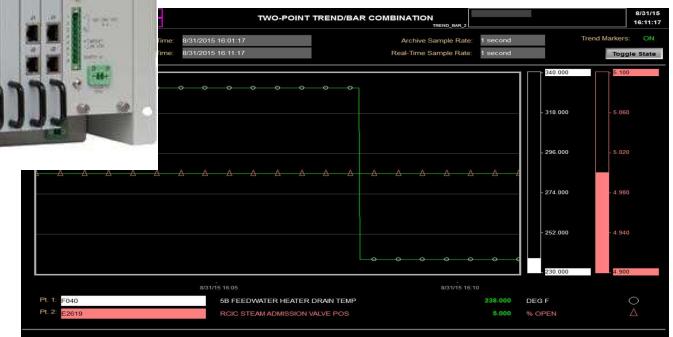 TWO-POINT TREND/BAR COMBINATION
TREND_BAR_2
8/31/15
16:11:17
Time: 8/31/2015 16:01:17 Archive Sample Rate: 1 second Trend Markers: ON
Time: 8/31/2015 16:11:17 Real-Time Sample Rate: 1 second Toggle State
340.000 5.100
318.000 5.060
296.000 5.020
274.000 4.980
252.000 4.940
230.000 4.900
8/31/15 16:05 8/31/15 16:10
Pt. 1: F040 5B FEEDWATER HEATER DRAIN TEMP 238.000 DEG F
Pt. 2: E2619 RCIC STEAM ADMISSION VALVE POS 5.000 % OPEN